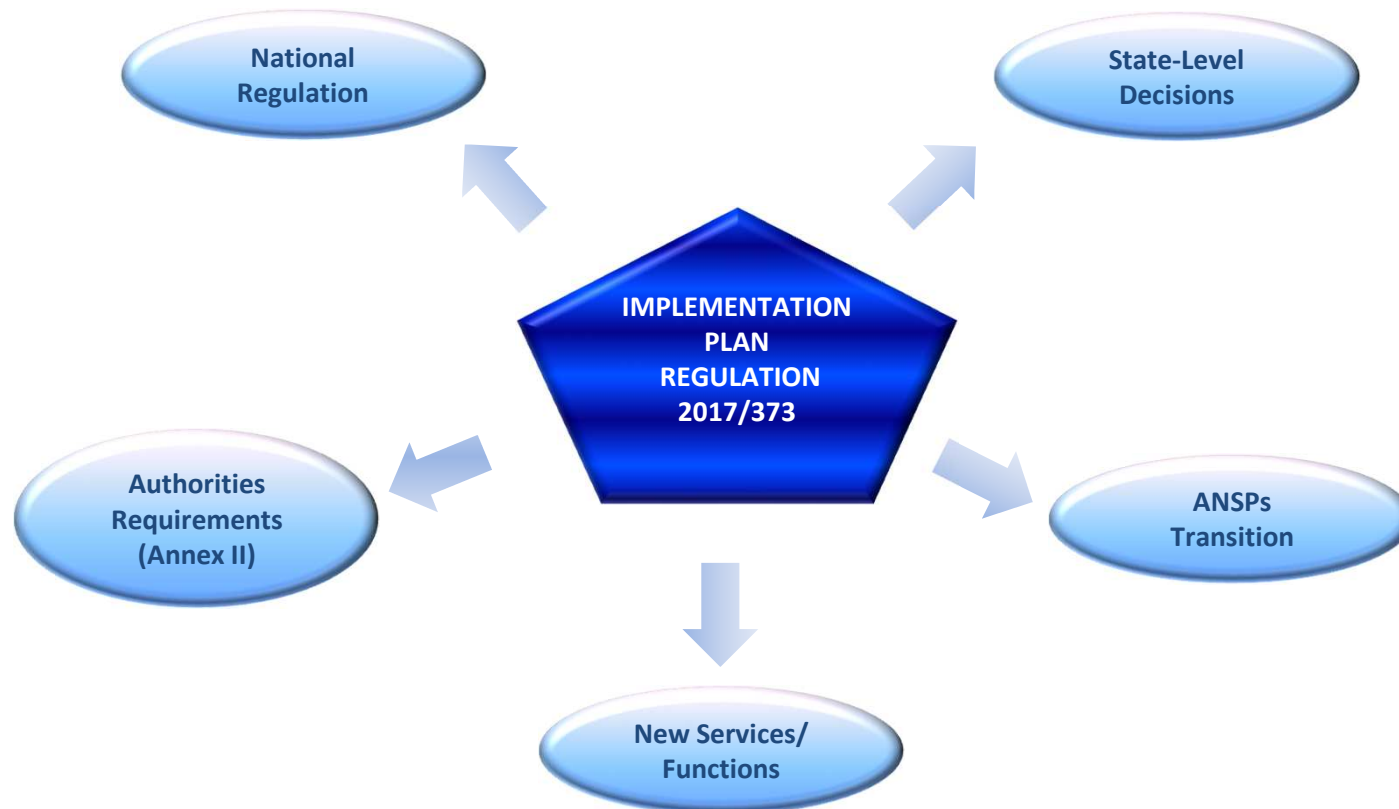 National
Regulation
State-Level
Decisions
IMPLEMENTATION
PLAN
REGULATION
2017/373
Authorities
Requirements
(Annex II)
ANSPs
Transition
New Services/
Functions